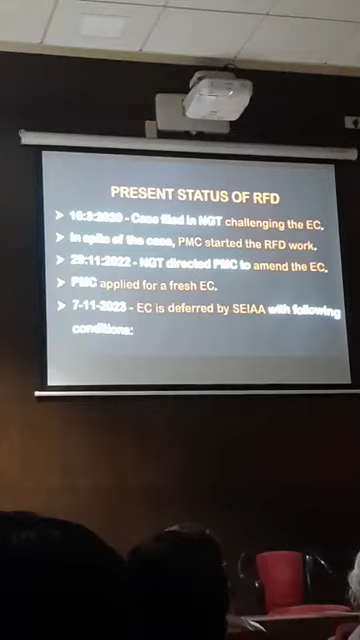 PRESENT STATUS OF RFD
➤ 16:3:2020 - Case filed in NGT challenging the EC.
➤ In spite of the case, PMC started the RFD work.
➤ 29:11:2022 - NGT directed PMC to amend the EC.
➤ PMC applied for a fresh EC.
➤ 7-11-2023 - EC is deferred by SEIAA with following
conditions: